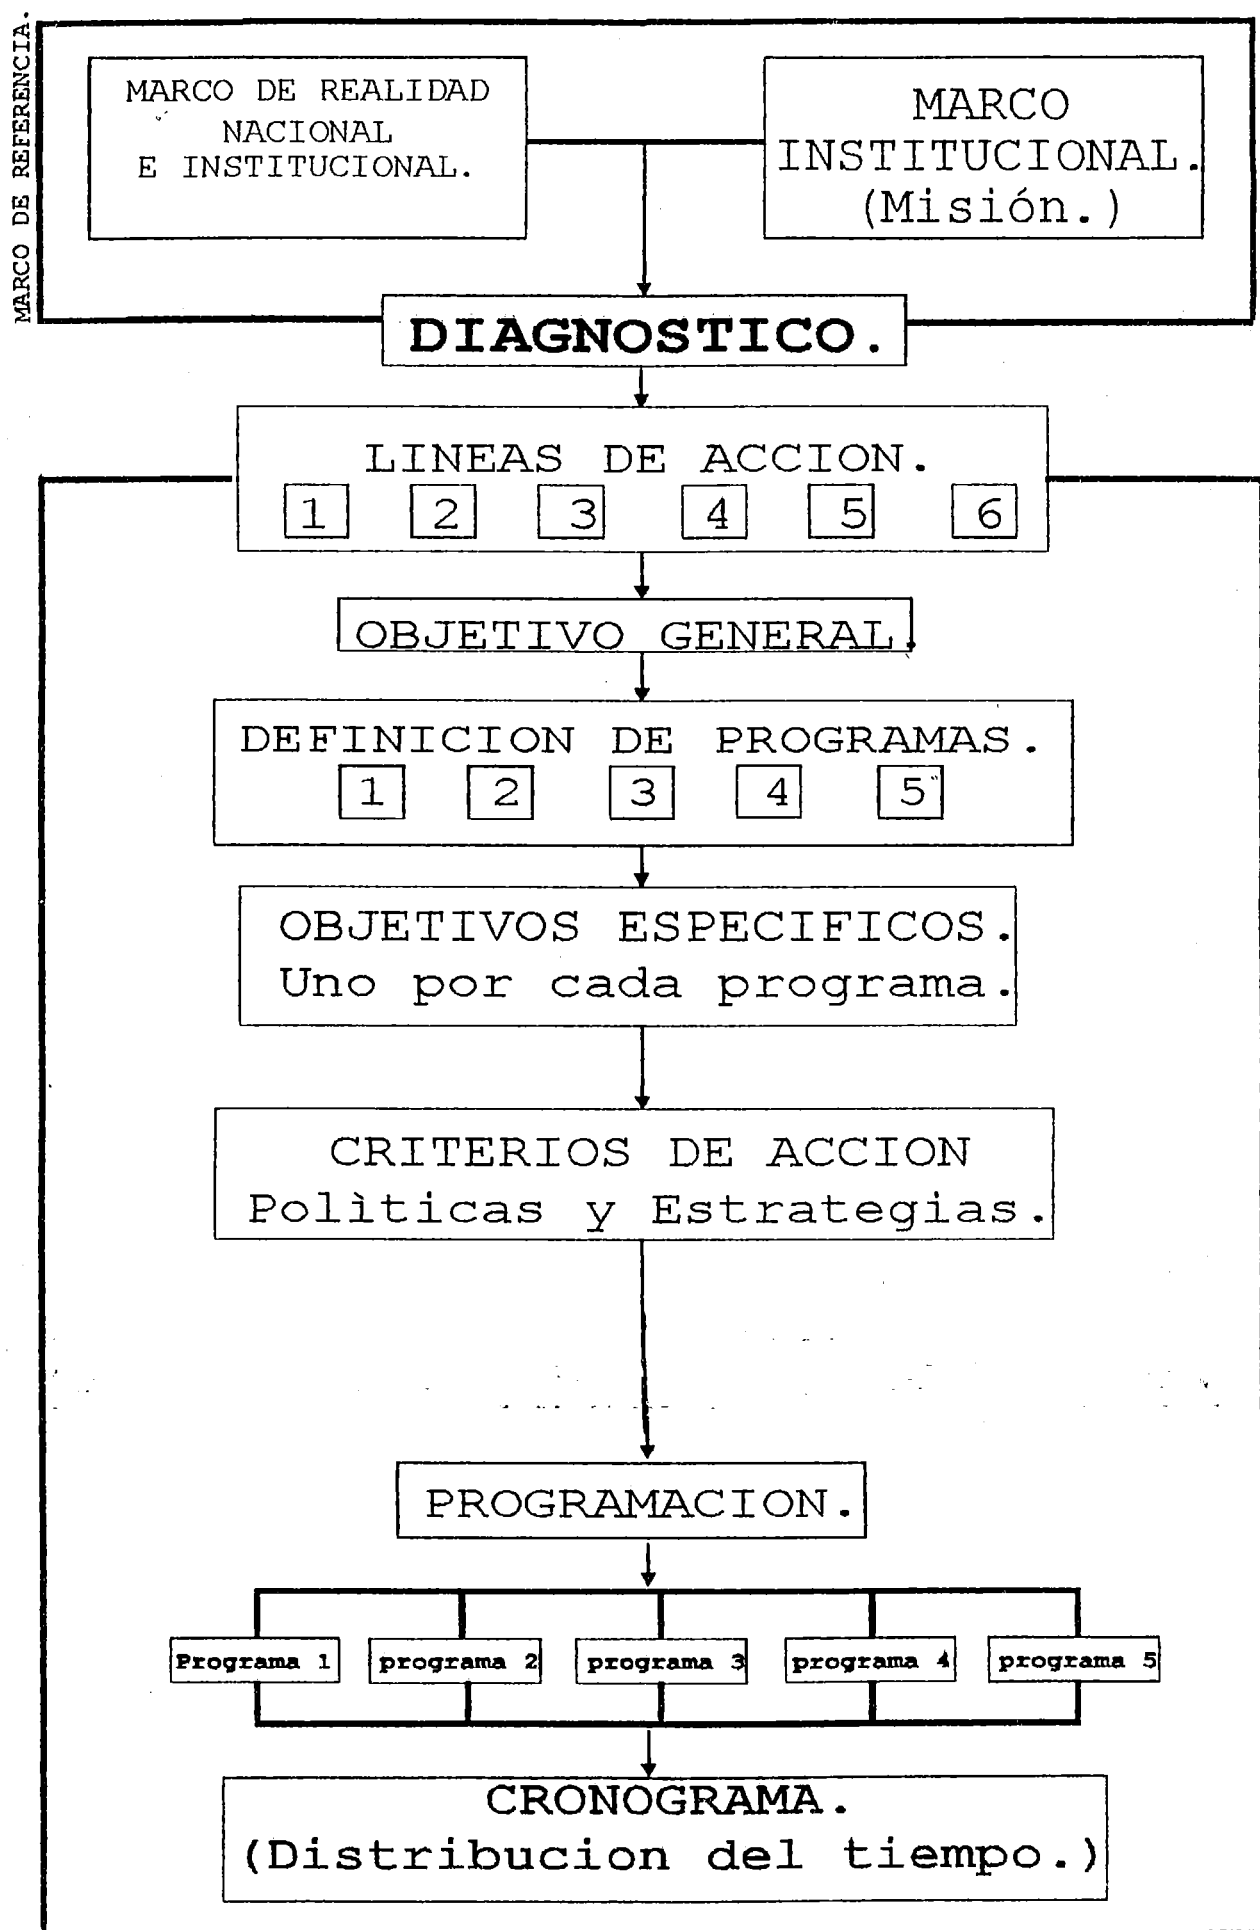 MARCO DE REFERENCIA.
MARCO DE REALIDAD
NACIONAL
E INSTITUCIONAL.
MARCO
INSTITUCIONAL.
(Misión.)
DIAGNOSTICO.
LINEAS DE ACCION.
1 2 3 4 5 6
OBJETIVO GENERAL.
DEFINICION DE PROGRAMAS.
1 2 3 4 5
OBJETIVOS ESPECIFICOS.
Uno por cada programa.
CRITERIOS DE ACCION
Polìticas y Estrategias.
PROGRAMACION.
Programa 1 programa 2 programa 3 programa 4 programa 5
CRONOGRAMA.
(Distribucion del tiempo.)